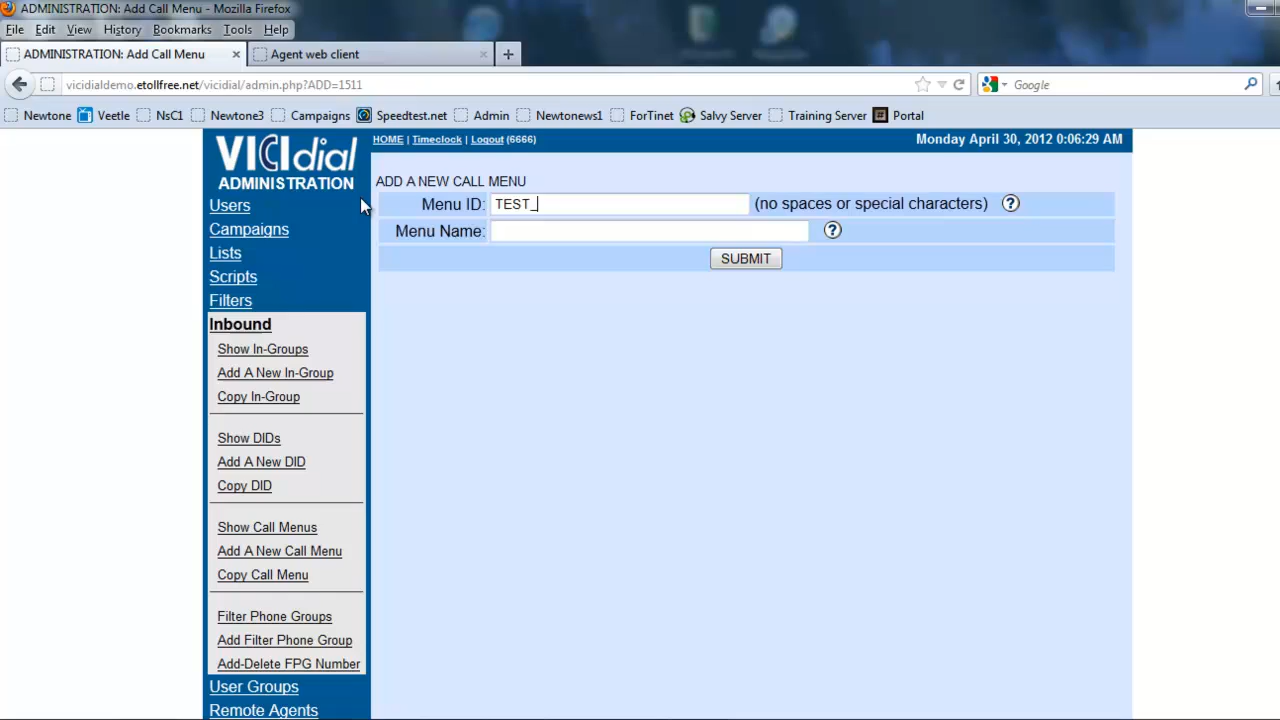 ADMINISTRATION: Add Call Menu - Mozilla Firefox
File Edit View History Bookmarks Tools Help
ADMINISTRATION: Add Call Menu × Agent web client × +
vicidialdemo.etollfree.net/vicidial/admin.php?ADD=1511 Google
Newtone Veetle NsC1 Newtone3 Campaigns Speedtest.net Admin Newtonews1 ForTinet Salvy Server Training Server Portal
HOME | Timeclock | Logout (6666) Monday April 30, 2012 0:06:29 AM
VICIdial
ADMINISTRATION
Users
Campaigns
Lists
Scripts
Filters
Inbound
Show In-Groups
Add A New In-Group
Copy In-Group
Show DIDs
Add A New DID
Copy DID
Show Call Menus
Add A New Call Menu
Copy Call Menu
Filter Phone Groups
Add Filter Phone Group
Add-Delete FPG Number
User Groups
Remote Agents
ADD A NEW CALL MENU
Menu ID: TEST_ (no spaces or special characters) ?
Menu Name: ?
SUBMIT